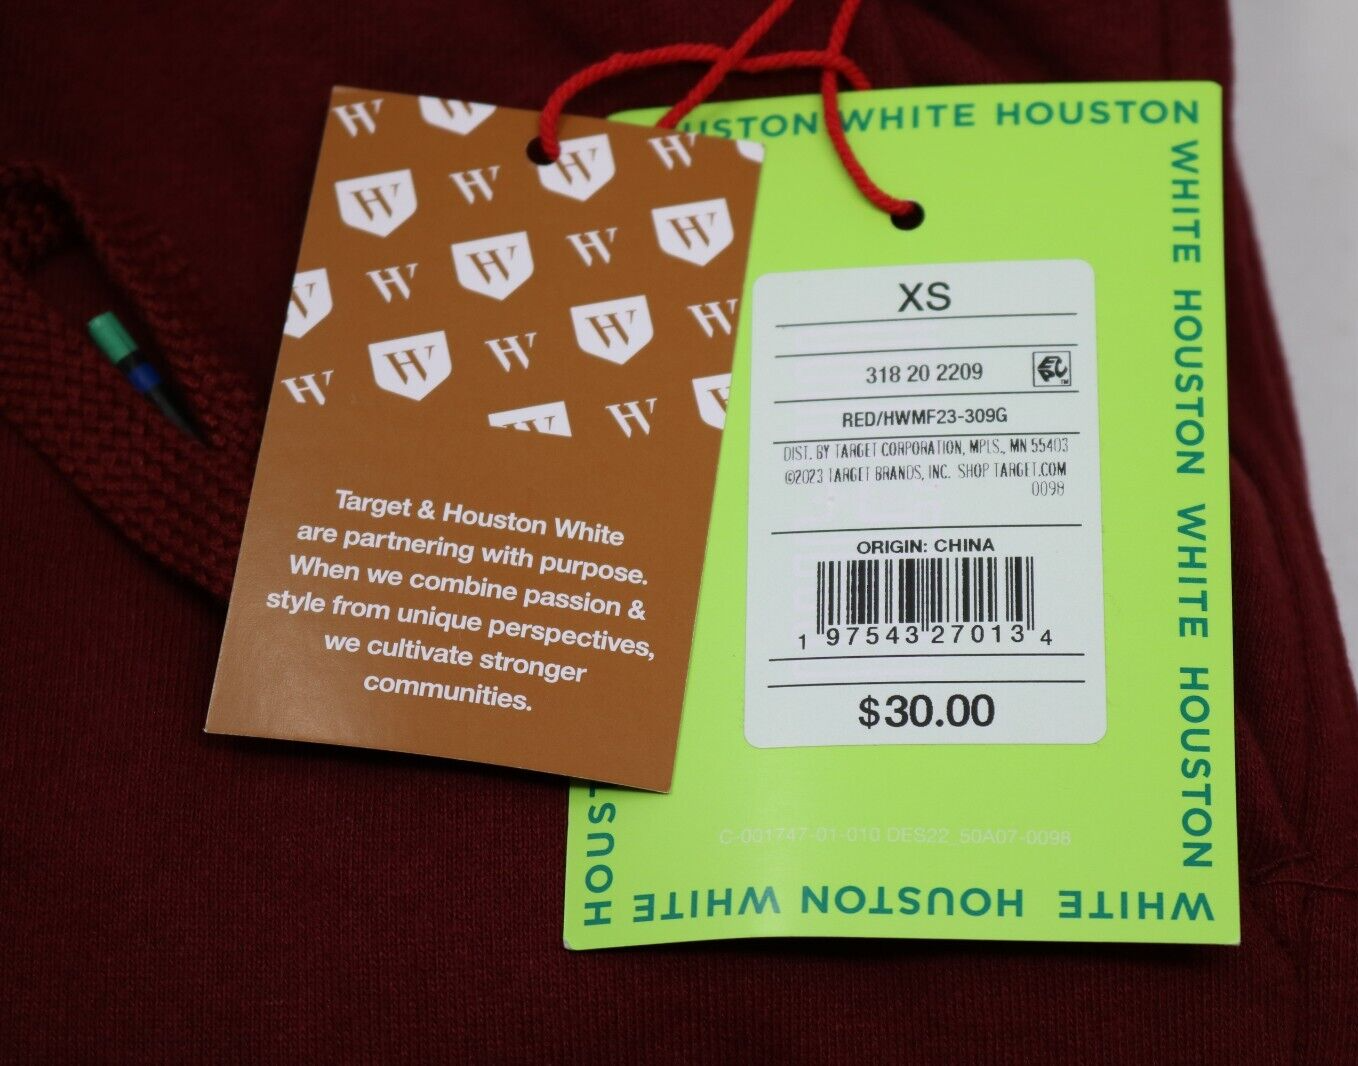 Target & Houston White
are partnering with purpose.
When we combine passion &
style from unique perspectives,
we cultivate stronger
communities.
WHITE HOUSTON
WHITE HOUSTON WHITE HOUSTON
WHITE HOUSTON WHITE
XS
318 20 2209
RED/HWMF23-309G
DIST. BY TARGET CORPORATION, MPLS., MN 55403
©2023 TARGET BRANDS, INC. SHOP TARGET.COM
0098
ORIGIN: CHINA
1 97543 27013 4
$30.00
C-001747-01-010 DES22_50A07-0098